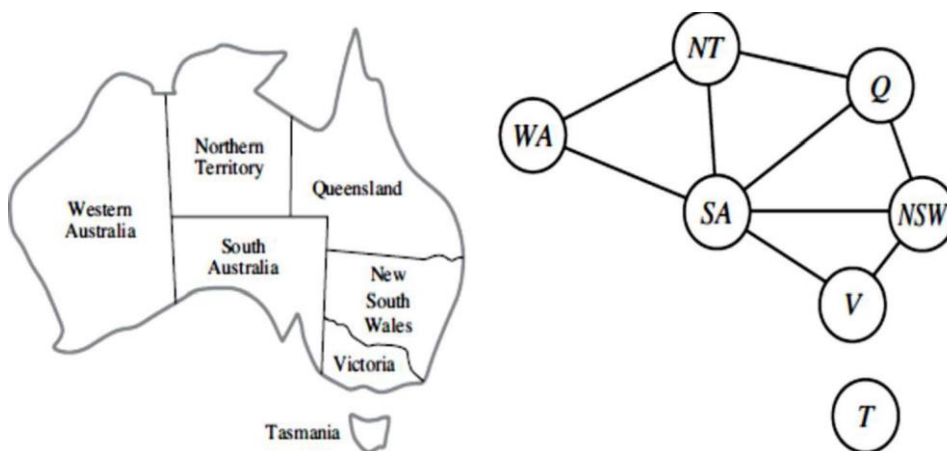 Northern
Territory
Western
Australia
Queensland
South
Australia
New
South
Wales
Victoria
Tasmania
NT
Q
WA
SA
NSW
V
T